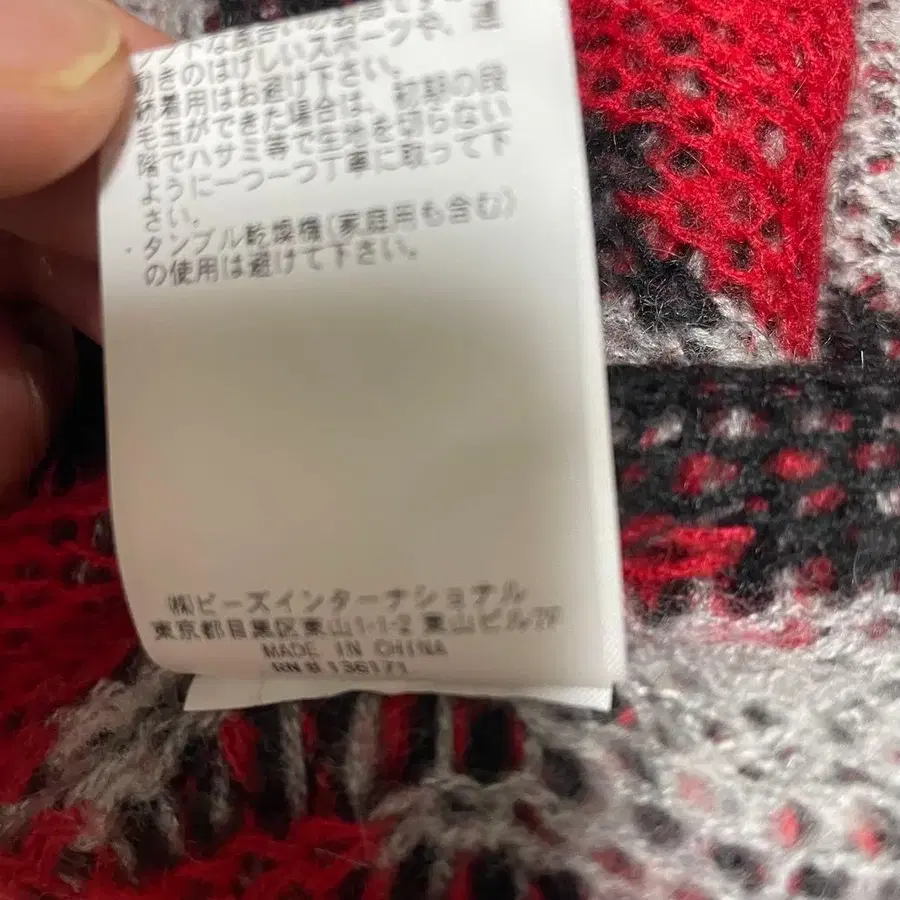 ソフトな風合いの
動きのはげしいスポーツや、連
続着用はお避け下さい。
・毛玉ができた場合は、初期の段
階でハサミ等で生地を切らない
ように一つ一つ丁寧に取って下
さい。
・タンブル乾燥機(家庭用も含む)
の使用は避けて下さい。
㈱ビーズインターナショナル
東京都目黒区東山1-1-2 東山ビル7F
MADE IN CHINA
RN# 136171